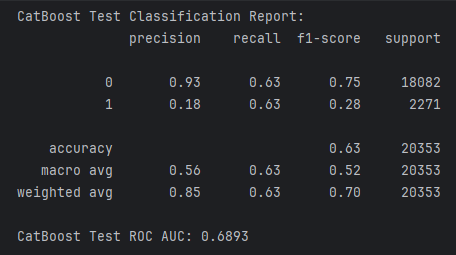 CatBoost Test Classification Report:
precision recall f1-score support
0 0.93 0.63 0.75 18082
1 0.18 0.63 0.28 2271
accuracy 0.63 20353
macro avg 0.56 0.63 0.52 20353
weighted avg 0.85 0.63 0.70 20353
CatBoost Test ROC AUC: 0.6893